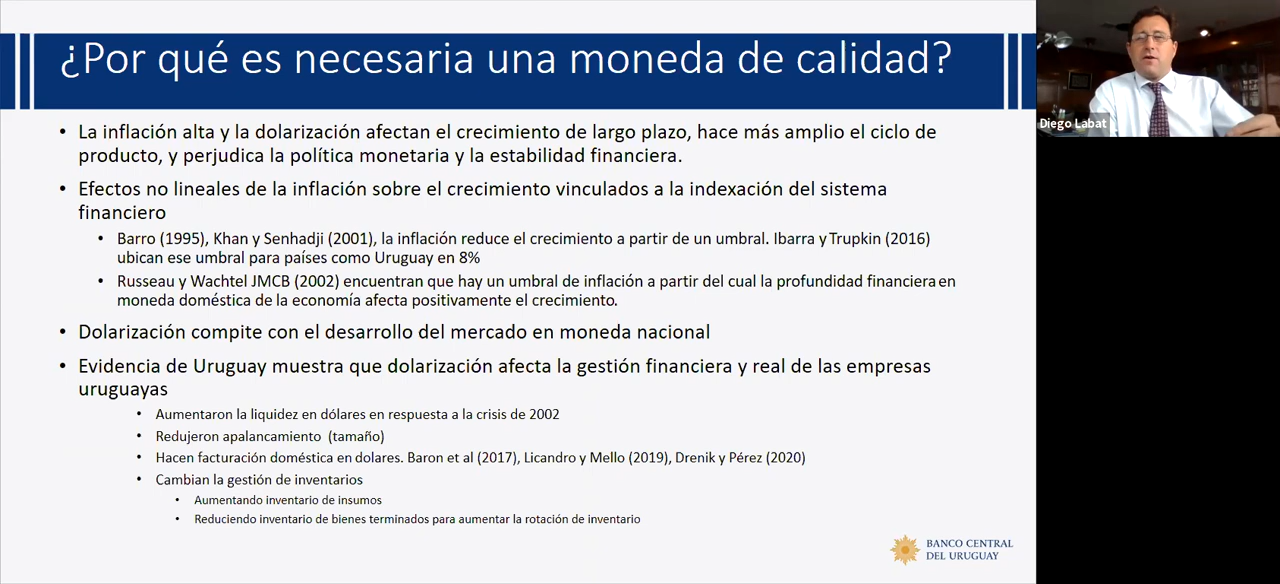 ¿Por qué es necesaria una moneda de calidad?
• La inflación alta y la dolarización afectan el crecimiento de largo plazo, hace más amplio el ciclo de
producto, y perjudica la política monetaria y la estabilidad financiera.
• Efectos no lineales de la inflación sobre el crecimiento vinculados a la indexación del sistema
financiero
• Barro (1995), Khan y Senhadji (2001), la inflación reduce el crecimiento a partir de un umbral. Ibarra y Trupkin (2016)
ubican ese umbral para países como Uruguay en 8%
• Russeau y Wachtel JMCB (2002) encuentran que hay un umbral de inflación a partir del cual la profundidad financiera en
moneda doméstica de la economía afecta positivamente el crecimiento.
• Dolarización compite con el desarrollo del mercado en moneda nacional
• Evidencia de Uruguay muestra que dolarización afecta la gestión financiera y real de las empresas
uruguayas
• Aumentaron la liquidez en dólares en respuesta a la crisis de 2002
• Redujeron apalancamiento (tamaño)
• Hacen facturación doméstica en dolares. Baron et al (2017), Licandro y Mello (2019), Drenik y Pérez (2020)
• Cambian la gestión de inventarios
• Aumentando inventario de insumos
• Reduciendo inventario de bienes terminados para aumentar la rotación de inventario
BANCO CENTRAL
DEL URUGUAY
Diego Labat